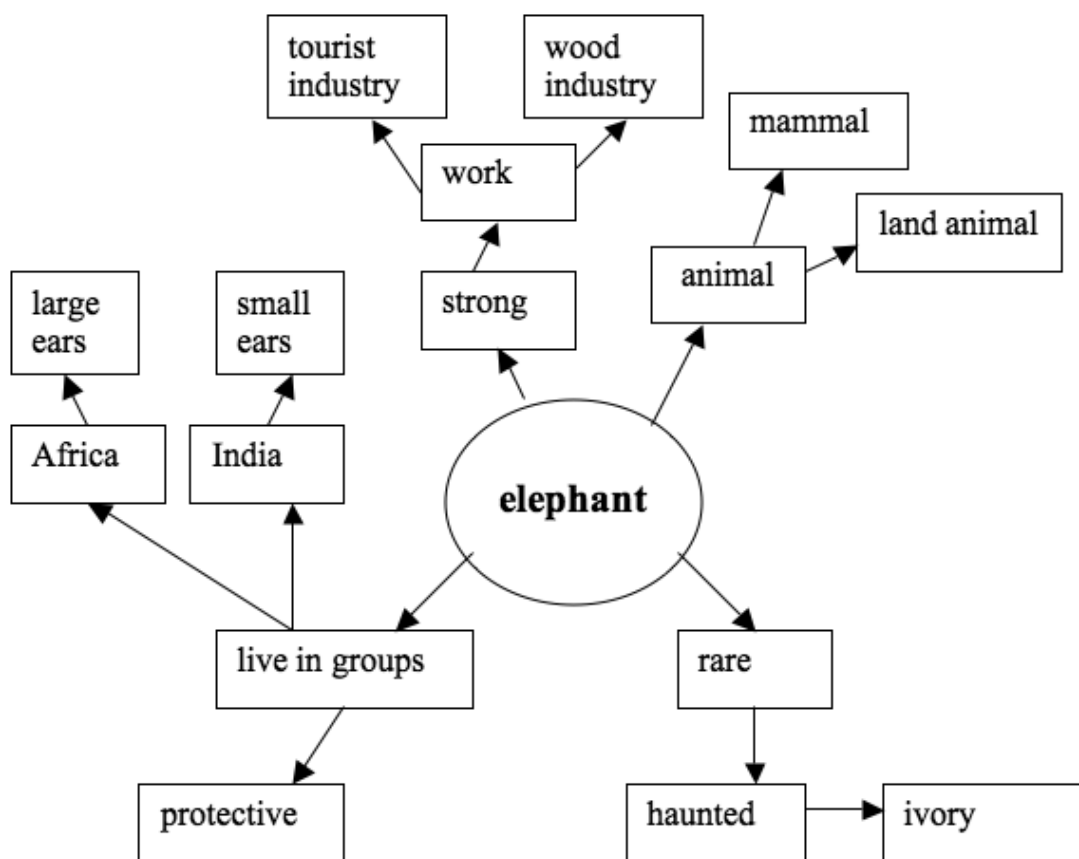 tourist
industry
wood
industry
mammal
work
land animal
animal
large
ears
small
ears
strong
Africa
India
elephant
live in groups
rare
protective
haunted
ivory